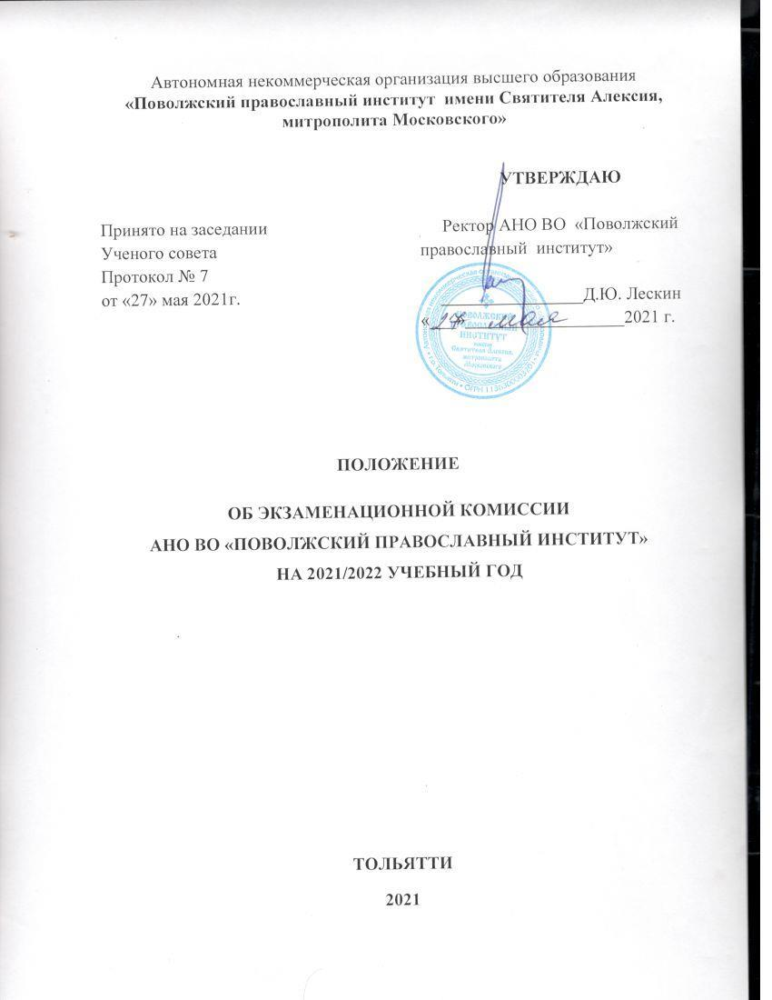 Автономная некоммерческая организация высшего образования
«Поволжский православный институт имени Святителя Алексия,
митрополита Московского»
УТВЕРЖДАЮ
Принято на заседании
Ученого совета
Протокол № 7
от «27» мая 2021г.
Ректор АНО ВО «Поволжский
православный институт»
Д.Ю. Лескин
«27» мая 2021 г.
ПОВОЛЖСКИЙ
ПРАВОСЛАВНЫЙ
ИНСТИТУТ
имени
Святителя Алексия,
митрополита
Московского
ПОЛОЖЕНИЕ
ОБ ЭКЗАМЕНАЦИОННОЙ КОМИССИИ
АНО ВО «ПОВОЛЖСКИЙ ПРАВОСЛАВНЫЙ ИНСТИТУТ»
НА 2021/2022 УЧЕБНЫЙ ГОД
ТОЛЬЯТТИ
2021